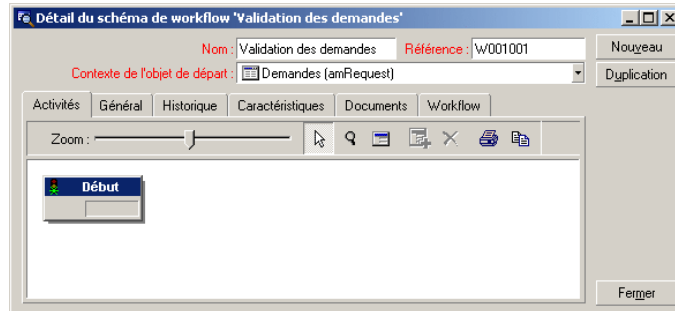 Détail du schéma de workflow 'Validation des demandes'
Nom : Validation des demandes Référence : W001001 Nouveau
Contexte de l'objet de départ : Demandes (amRequest) Duplication
Activités Général Historique Caractéristiques Documents Workflow
Zoom :
Début
Fermer